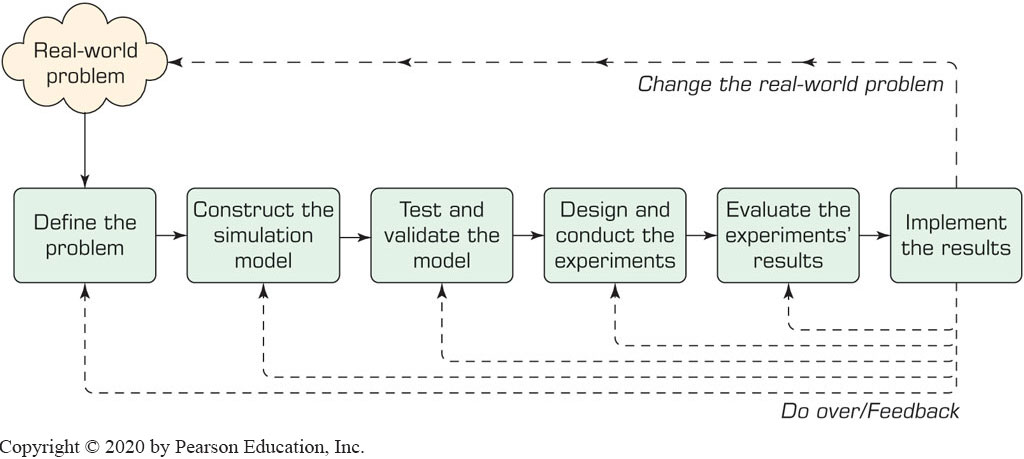 Real-world
problem
Change the real-world problem
Define the
problem
Construct the
simulation
model
Test and
validate the
model
Design and
conduct the
experiments
Evaluate the
experiments’
results
Implement
the results
Do over/Feedback
Copyright © 2020 by Pearson Education, Inc.